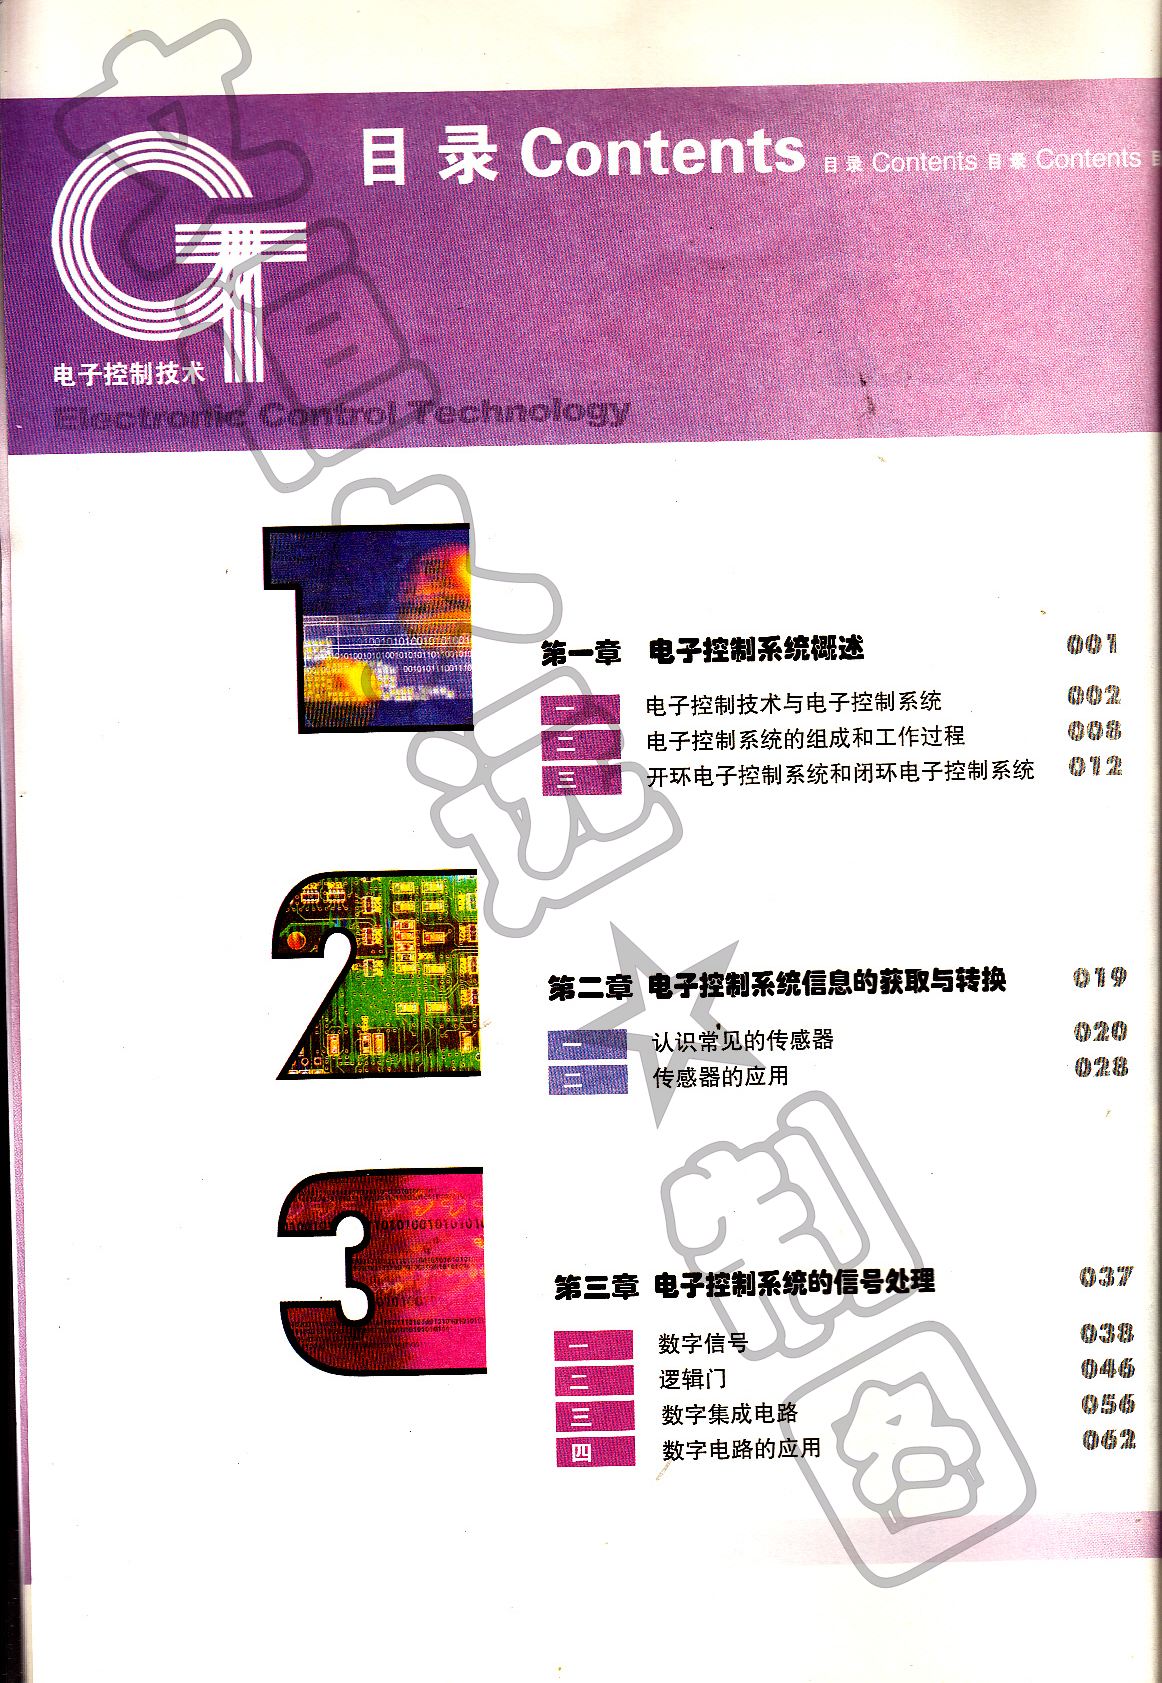 目 录 Contents 目 录 Contents 目 录 Contents 目
电子控制技术
Electronic Control Technology
第一章 电子控制系统概述 001
一 电子控制技术与电子控制系统 002
二 电子控制系统的组成和工作过程 008
三 开环电子控制系统和闭环电子控制系统 012
第二章 电子控制系统信息的获取与转换 019
一 认识常见的传感器 020
二 传感器的应用 028
第三章 电子控制系统的信号处理 037
一 数字信号 038
二 逻辑门 046
三 数字集成电路 056
四 数字电路的应用 062